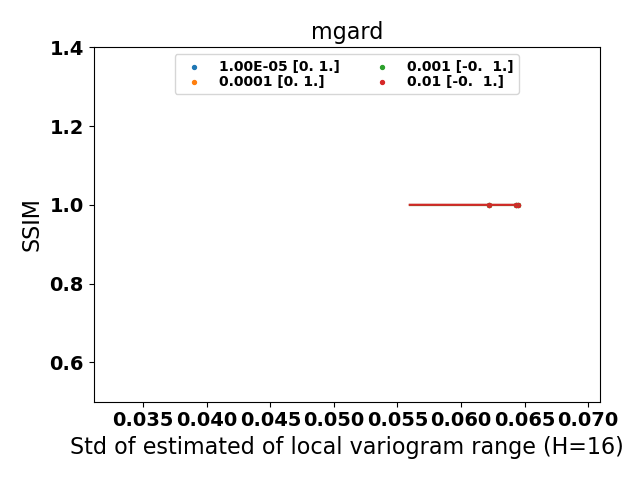 mgard
1.00E-05 [0. 1.]
0.0001 [0. 1.]
0.001 [-0.  1.]
0.01 [-0.  1.]
SSIM
1.4
1.2
1.0
0.8
0.6
0.035 0.040 0.045 0.050 0.055 0.060 0.065 0.070
Std of estimated of local variogram range (H=16)